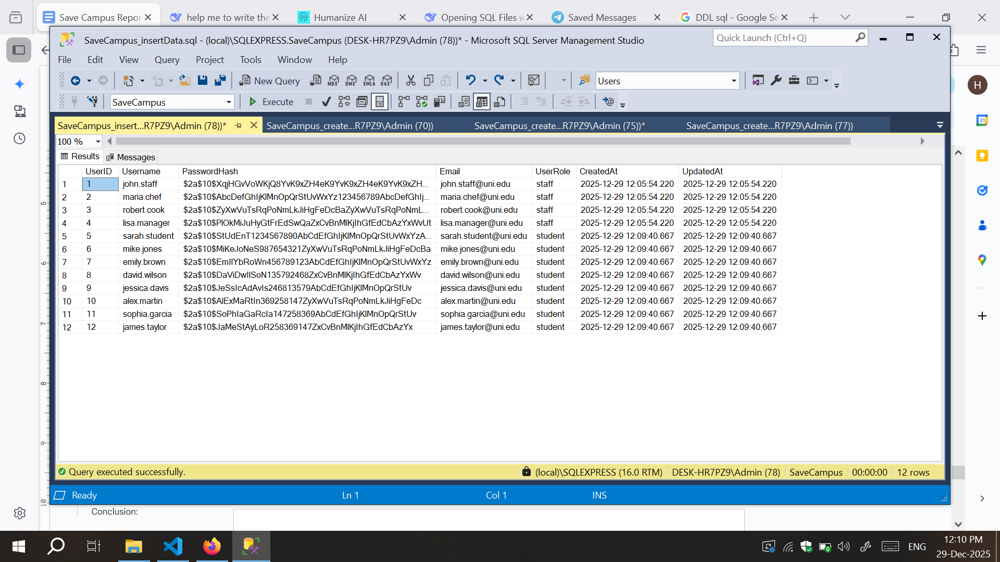 Save Campus Repor
help me to write the
Humanize AI
Opening SQL Files w
Saved Messages
DDL sql - Google Se
SaveCampus_insertData.sql - (local)\SQLEXPRESS.SaveCampus (DESK-HR7PZ9\Admin (78))* - Microsoft SQL Server Management Studio
Quick Launch (Ctrl+Q)
File Edit View Query Project Tools Window Help
New Query MDX DMX XMLA DAX Users
H
SaveCampus Execute
SaveCampus_insert...R7PZ9\Admin (78))* SaveCampus_create...R7PZ9\Admin (70)) SaveCampus_create...R7PZ9\Admin (75))* SaveCampus_create...R7PZ9\Admin (77))
31
100 %
Results Messages
UserID Username PasswordHash Email UserRole CreatedAt UpdatedAt
1 1 john.staff $2a$10$XqjHGvVoWKjQ8YvK9xZH4eK9YvK9xZH4eK9YvK9xZH... john.staff@uni.edu staff 2025-12-29 12:05:54.220 2025-12-29 12:05:54.220
2 2 maria.chef $2a$10$AbcDefGhIjKlMnOpQrStUvWxYz123456789AbcDefGhIj... maria.chef@uni.edu staff 2025-12-29 12:05:54.220 2025-12-29 12:05:54.220
3 3 robert.cook $2a$10$ZyXwVuTsRqPoNmLkJiHgFeDcBaZyXwVuTsRqPoNmL... robert.cook@uni.edu staff 2025-12-29 12:05:54.220 2025-12-29 12:05:54.220
4 4 lisa.manager $2a$10$PlOkMiJuHyGtFrEdSwQaZxCvBnMlKjIhGfEdCbAzYxWvUt lisa.manager@uni.edu staff 2025-12-29 12:05:54.220 2025-12-29 12:05:54.220
5 5 sarah.student $2a$10$StUdEnT1234567890AbCdEfGhIjKlMnOpQrStUvWxYzA... sarah.student@uni.edu student 2025-12-29 12:09:40.667 2025-12-29 12:09:40.667
6 6 mike.jones $2a$10$MiKeJoNeS987654321ZyXwVuTsRqPoNmLkJiHgFeDcBa mike.jones@uni.edu student 2025-12-29 12:09:40.667 2025-12-29 12:09:40.667
7 7 emily.brown $2a$10$EmIlYbRoWn456789123AbCdEfGhIjKlMnOpQrStUvWxYz emily.brown@uni.edu student 2025-12-29 12:09:40.667 2025-12-29 12:09:40.667
8 8 david.wilson $2a$10$DaViDwIlSoN135792468ZxCvBnMlKjIhGfEdCbAzYxWv david.wilson@uni.edu student 2025-12-29 12:09:40.667 2025-12-29 12:09:40.667
9 9 jessica.davis $2a$10$JeSsIcAdAvIs246813579AbCdEfGhIjKlMnOpQrStUv jessica.davis@uni.edu student 2025-12-29 12:09:40.667 2025-12-29 12:09:40.667
10 10 alex.martin $2a$10$AlExMaRtIn369258147ZyXwVuTsRqPoNmLkJiHgFeDc alex.martin@uni.edu student 2025-12-29 12:09:40.667 2025-12-29 12:09:40.667
11 11 sophia.garcia $2a$10$SoPhIaGaRcIa147258369AbCdEfGhIjKlMnOpQrStUv sophia.garcia@uni.edu student 2025-12-29 12:09:40.667 2025-12-29 12:09:40.667
12 12 james.taylor $2a$10$JaMeStAyLoR258369147ZxCvBnMlKjIhGfEdCbAzYx james.taylor@uni.edu student 2025-12-29 12:09:40.667 2025-12-29 12:09:40.667
5
6
7
8
9
10
Query executed successfully. (local)\SQLEXPRESS (16.0 RTM) DESK-HR7PZ9\Admin (78) SaveCampus 00:00:00 12 rows
Ready Ln 1 Col 1 INS
Conclusion:
ENG
12:10 PM
29-Dec-2025